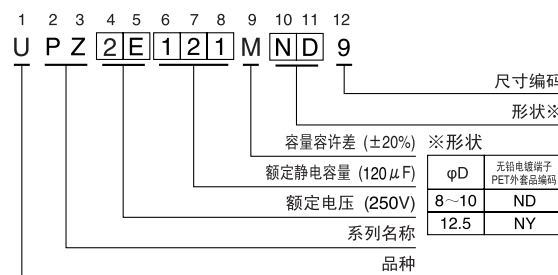 1 2 3 4 5 6 7 8 9 10 11 12
U P Z 2 E 1 2 1 M N D 9
尺寸编码
形状※
容量容许差 (±20%)
额定静电容量 (120μF)
额定电压 (250V)
系列名称
品种
※形状
φD 无铅电镀端子
PET外套品编码
8～10 ND
12.5 NY